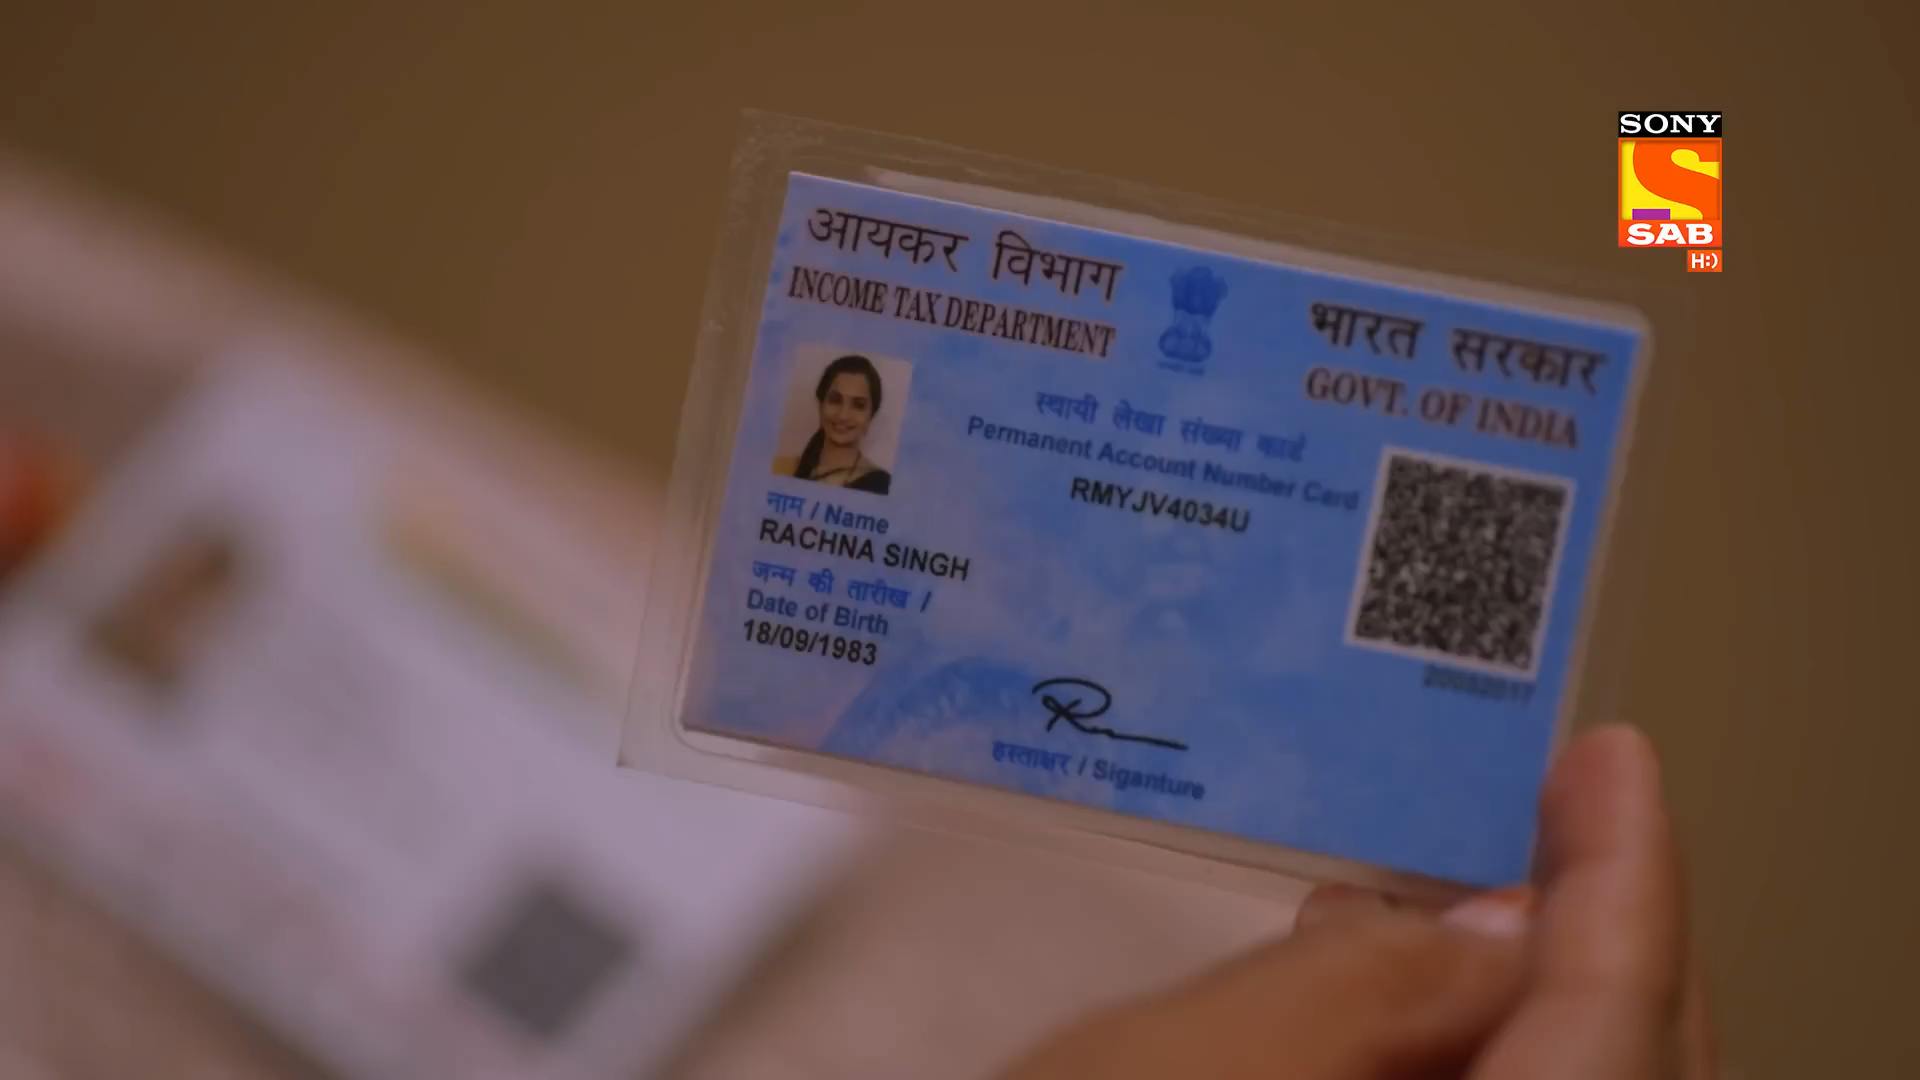 SONY
SAB
H:)
आयकर विभाग
INCOME TAX DEPARTMENT
भारत सरकार
GOVT. OF INDIA
स्थायी लेखा संख्या कार्ड
Permanent Account Number Card
RMYJV4034U
नाम / Name
RACHNA SINGH
जन्म की तारीख /
Date of Birth
18/09/1983
हस्ताक्षर / Siganture